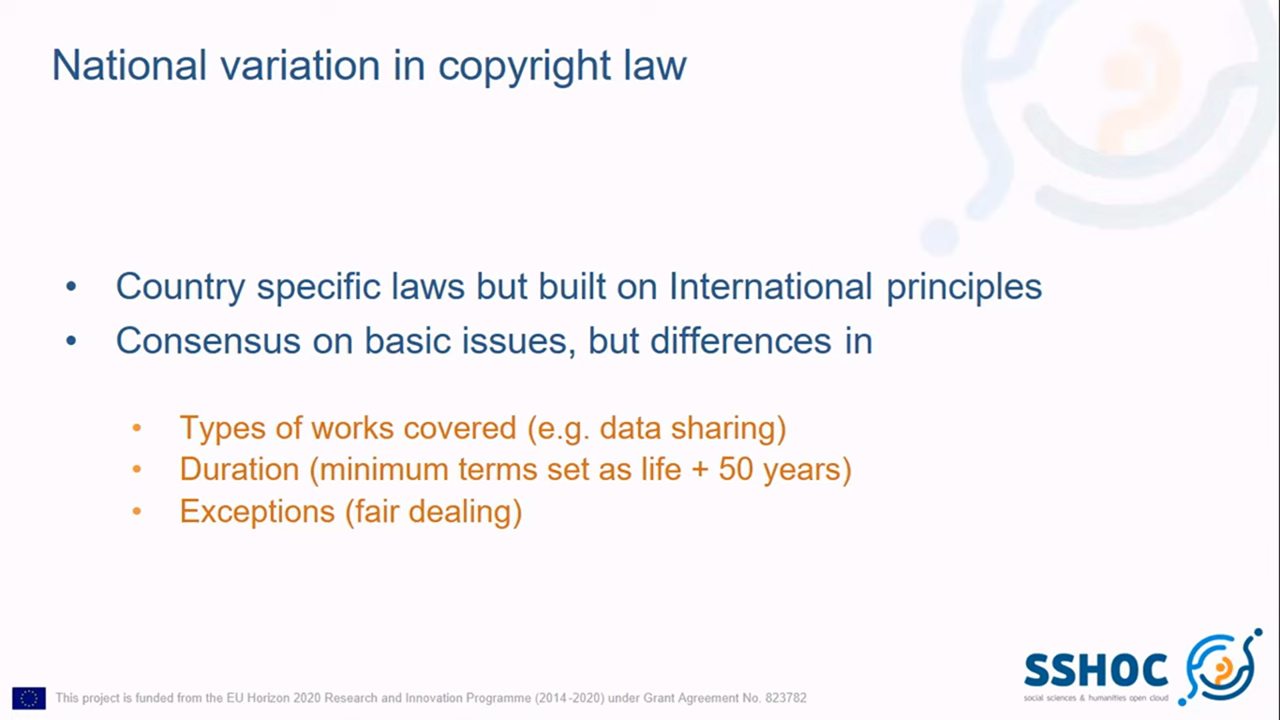 National variation in copyright law
• Country specific laws but built on International principles
• Consensus on basic issues, but differences in
• Types of works covered (e.g. data sharing)
• Duration (minimum terms set as life + 50 years)
• Exceptions (fair dealing)
SSHOC
social sciences & humanities open cloud
This project is funded from the EU Horizon 2020 Research and Innovation Programme (2014-2020) under Grant Agreement No. 823782